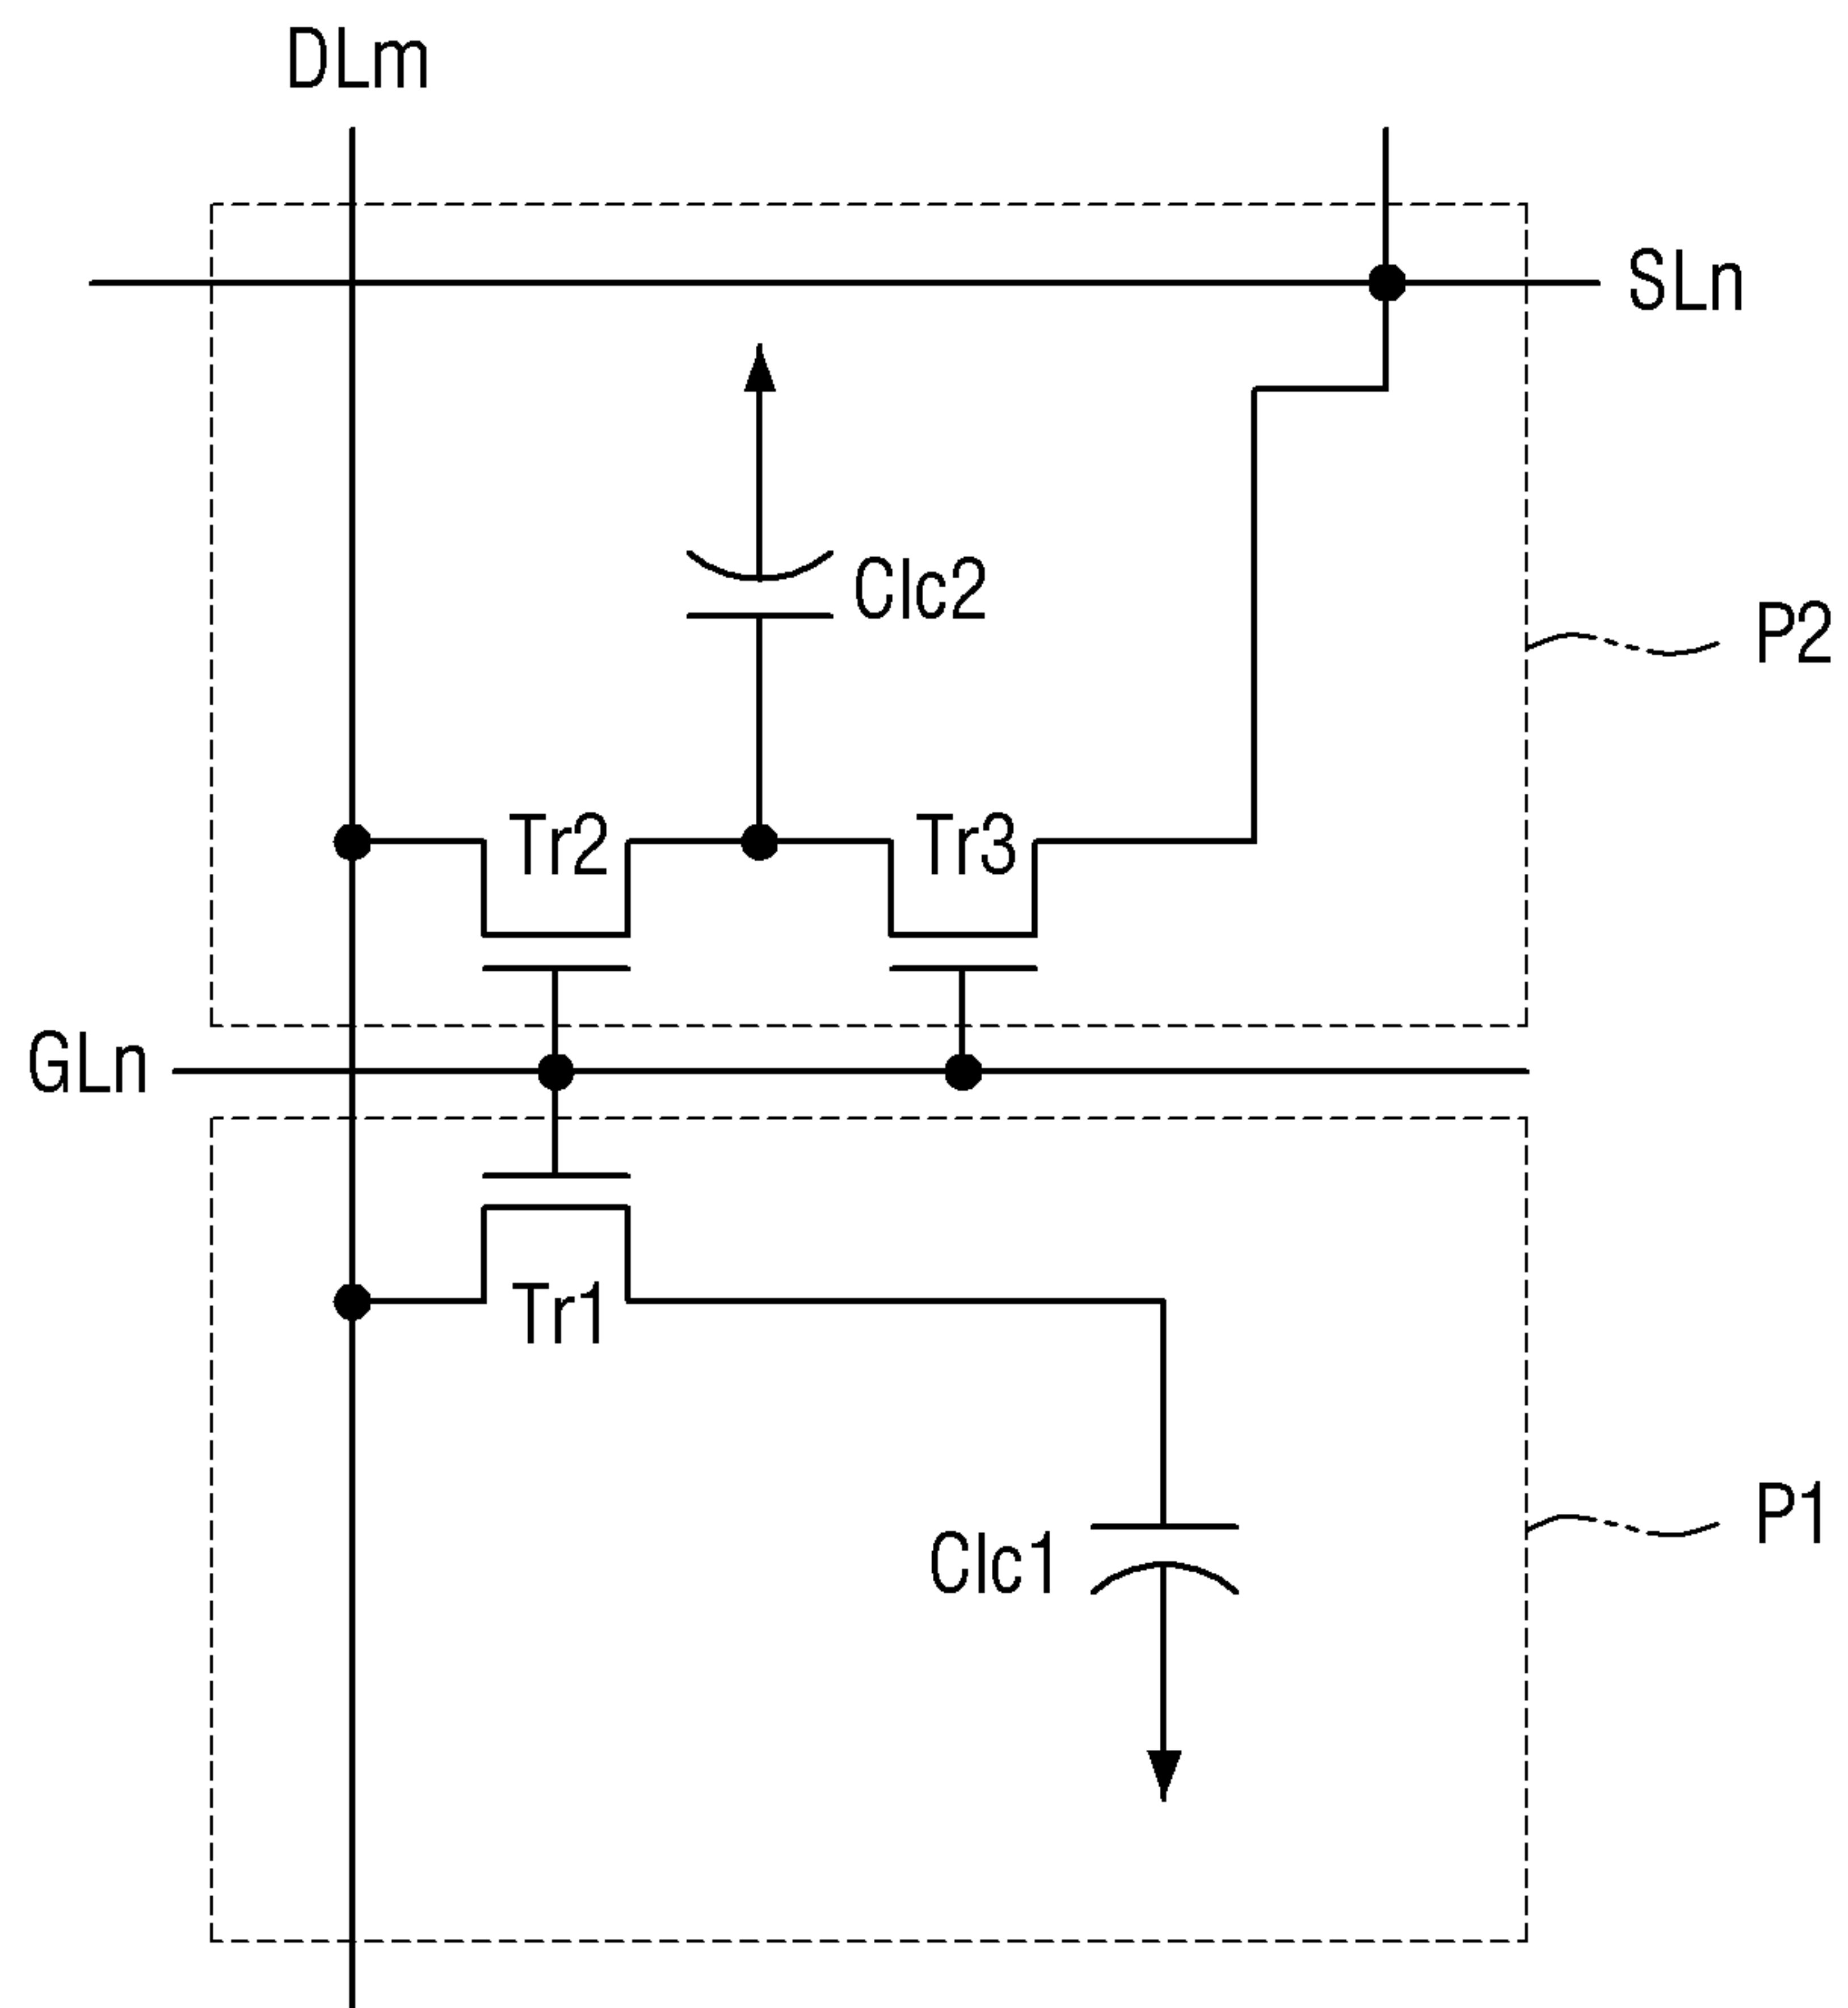 DLm
SLn
Clc2
P2
Tr2
Tr3
GLn
Tr1
P1
Clc1